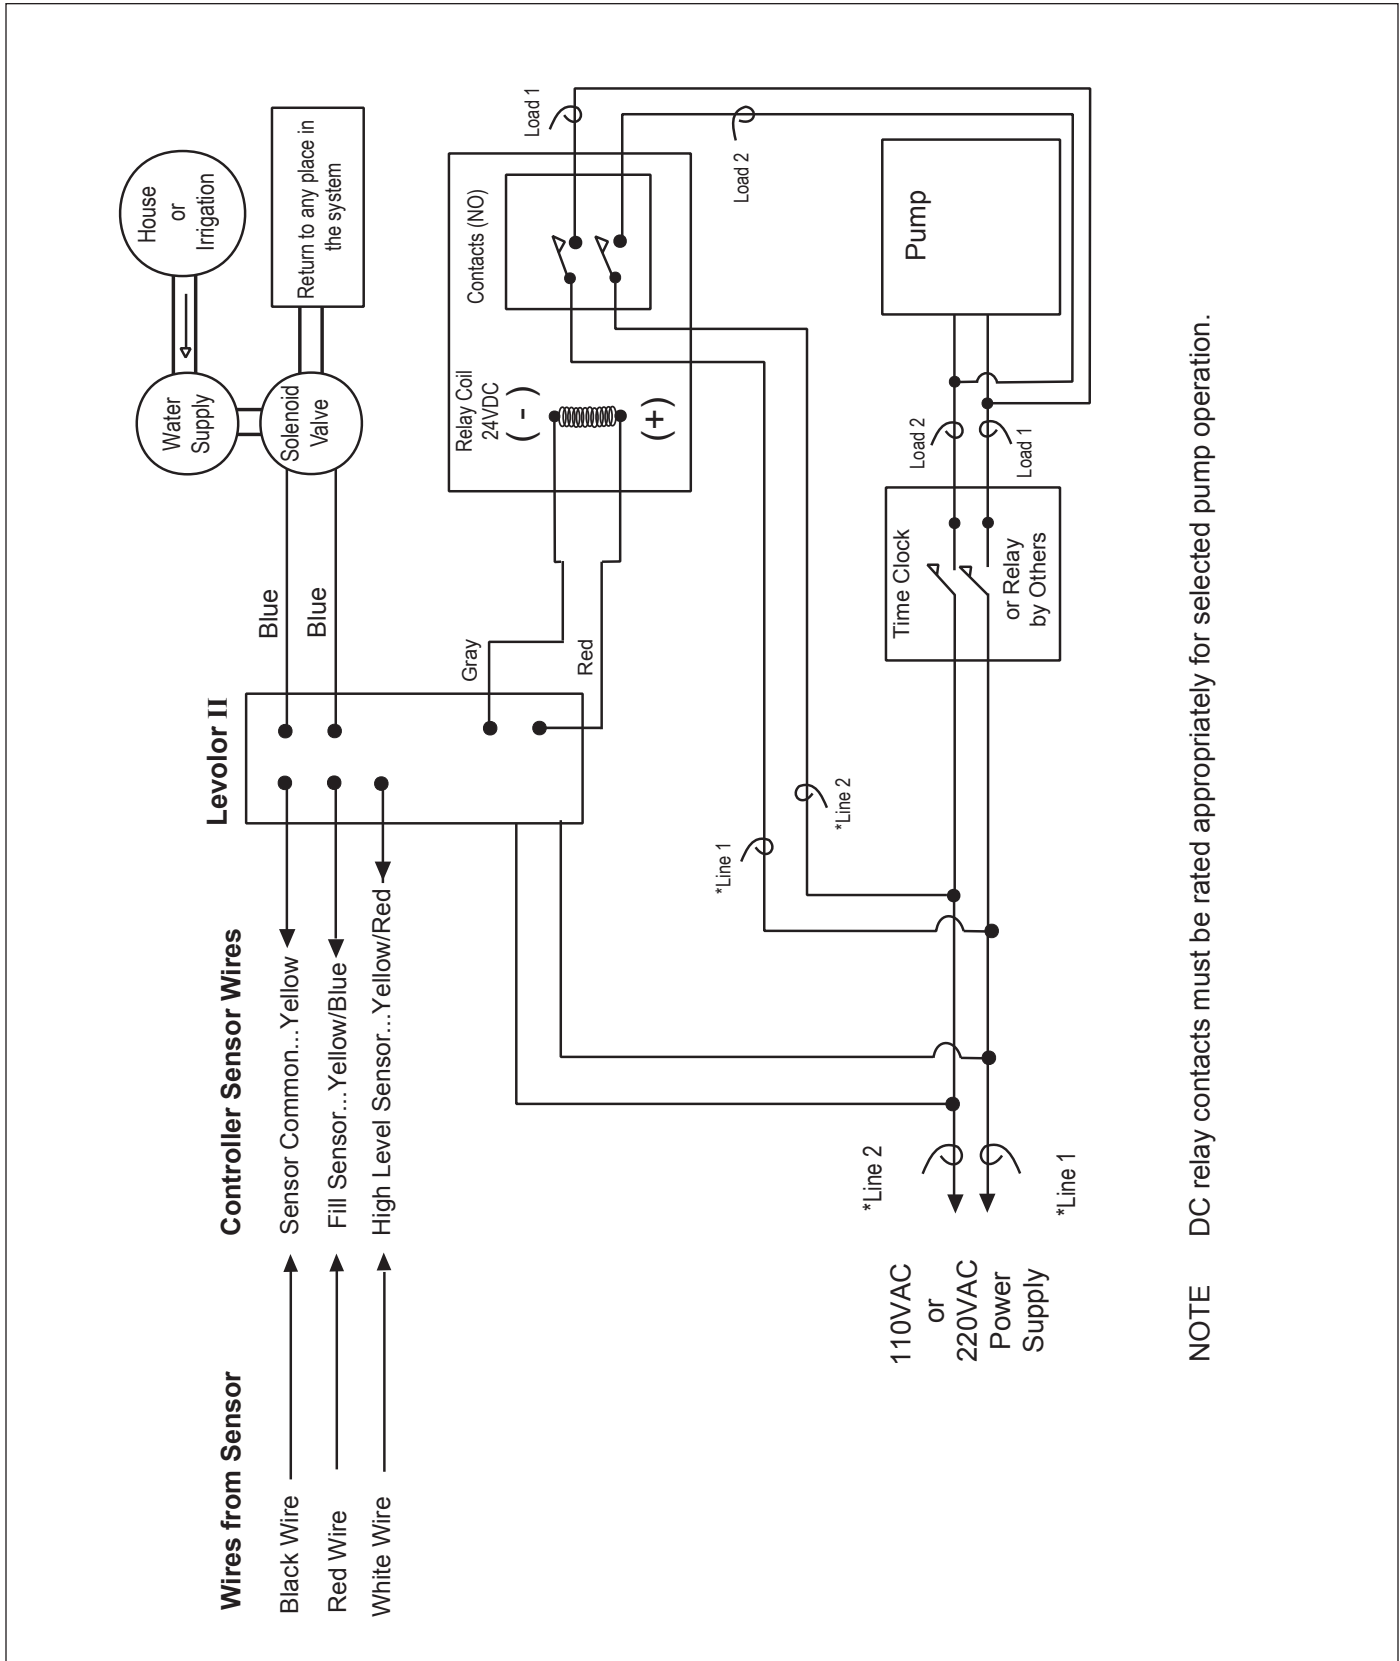 Wires from Sensor
Black Wire
Red Wire
White Wire
Controller Sensor Wires
Sensor Common...Yellow
Fill Sensor...Yellow/Blue
High Level Sensor...Yellow/Red
Levolor II
Blue
Blue
Gray
Red
Water
Supply
House
or
Irrigation
Solenoid
Valve
Return to any place in
the system
Relay Coil
24VDC
(-)
(+)
Contacts (NO)
Load 1
Load 2
*Line 1
*Line 2
Time Clock
or Relay
by Others
Load 2
Load 1
Pump
*Line 2
*Line 1
110VAC
or
220VAC
Power
Supply
NOTE DC relay contacts must be rated appropriately for selected pump operation.